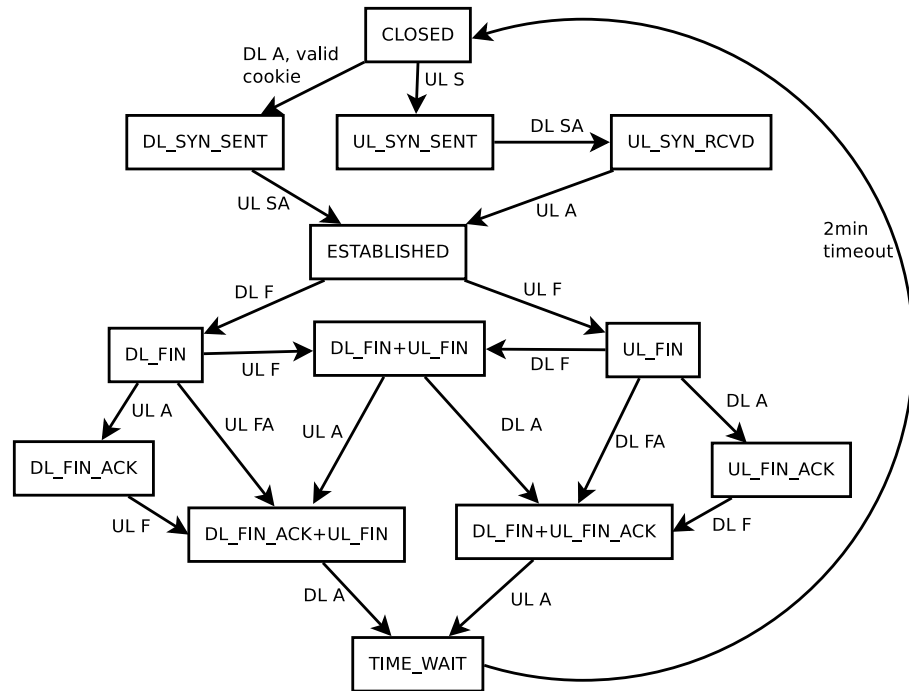 CLOSED
DL A, valid
cookie
UL S
DL_SYN_SENT
UL_SYN_SENT
DL SA
UL_SYN_RCVD
UL SA
UL A
2min
timeout
ESTABLISHED
DL F
UL F
DL_FIN
UL F
DL_FIN+UL_FIN
DL F
UL_FIN
UL A
UL FA
UL A
DL A
DL FA
DL A
DL_FIN_ACK
UL_FIN_ACK
UL F
DL_FIN_ACK+UL_FIN
DL_FIN+UL_FIN_ACK
DL F
DL A
UL A
TIME_WAIT